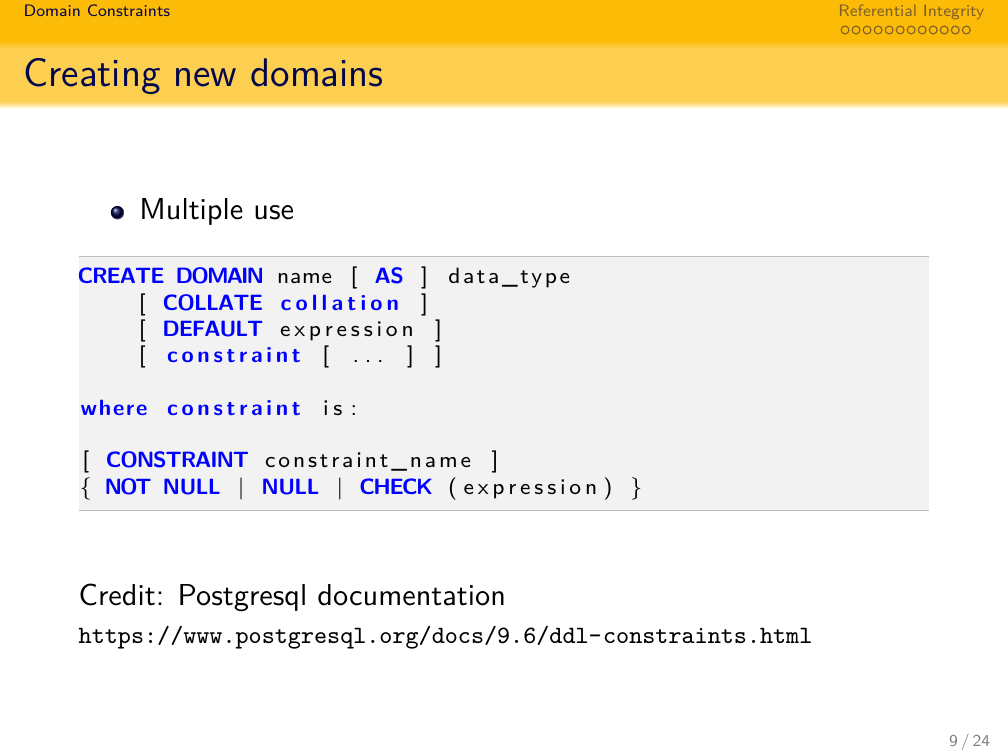 Domain Constraints
Referential Integrity
Creating new domains
Multiple use
CREATE DOMAIN name [ AS ] data_type
    [ COLLATE collation ]
    [ DEFAULT expression ]
    [ constraint [ ... ] ]
where constraint is:
[ CONSTRAINT constraint_name ]
{ NOT NULL | NULL | CHECK (expression) }
Credit: Postgresql documentation
https://www.postgresql.org/docs/9.6/ddl-constraints.html
9 / 24